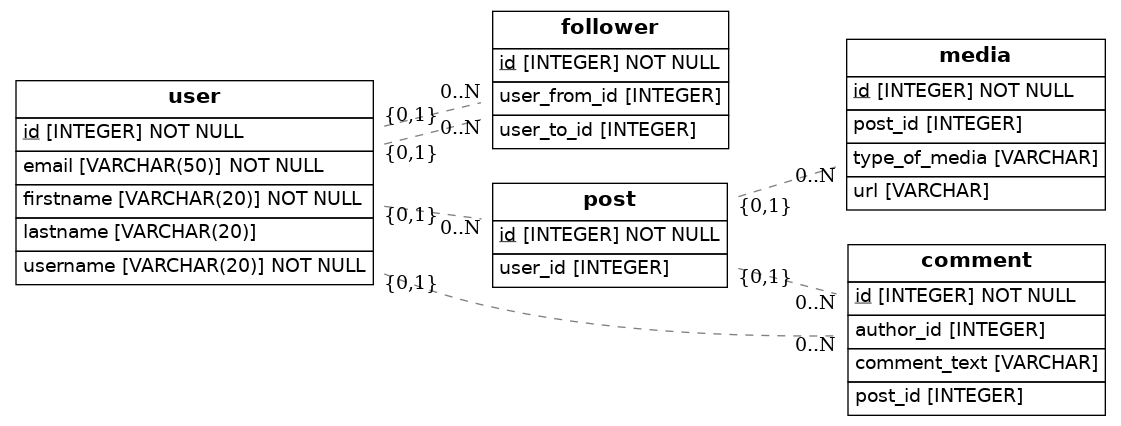 user
id [INTEGER] NOT NULL
email [VARCHAR(50)] NOT NULL
firstname [VARCHAR(20)] NOT NULL
lastname [VARCHAR(20)]
username [VARCHAR(20)] NOT NULL
{0,1}
{0,1}
{0,1}
{0,1}
0..N
0..N
0..N
follower
id [INTEGER] NOT NULL
user_from_id [INTEGER]
user_to_id [INTEGER]
post
id [INTEGER] NOT NULL
user_id [INTEGER]
{0,1}
{0,1}
0..N
0..N
0..N
media
id [INTEGER] NOT NULL
post_id [INTEGER]
type_of_media [VARCHAR]
url [VARCHAR]
comment
id [INTEGER] NOT NULL
author_id [INTEGER]
comment_text [VARCHAR]
post_id [INTEGER]